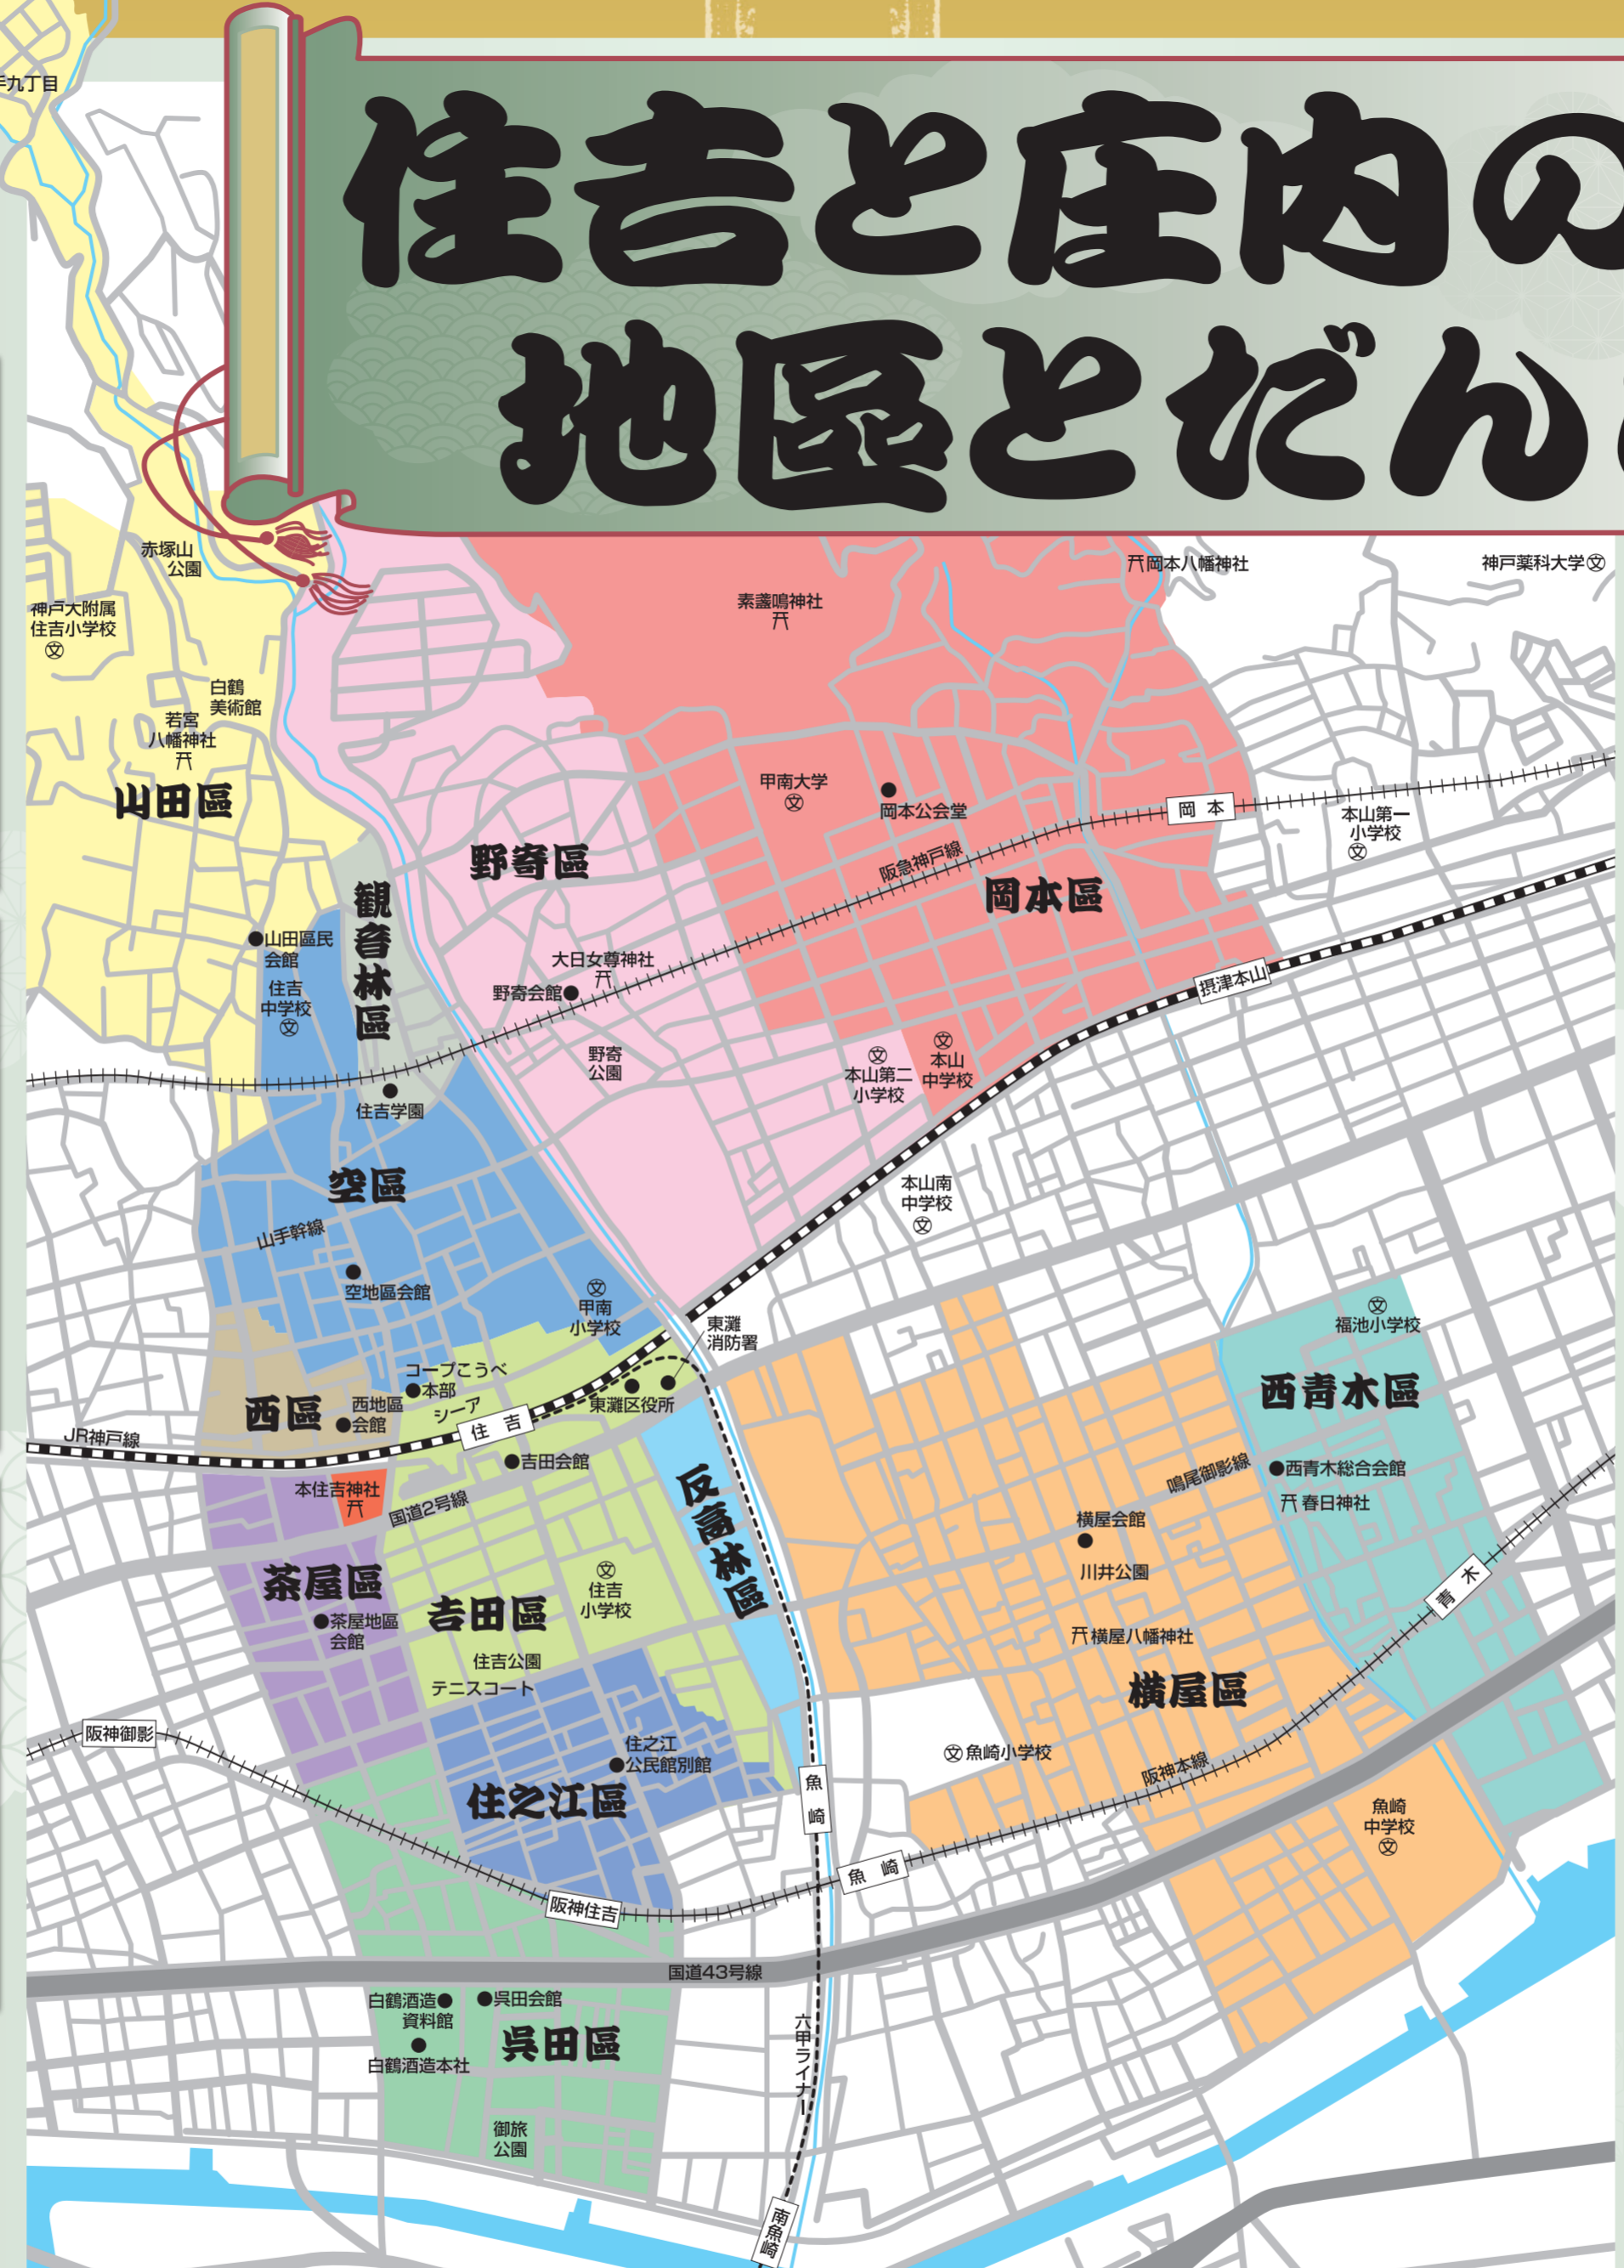 住吉と庄内の
地區とだん
手九丁目
赤塚山
公園
神戸大附属
住吉小学校
文
白鶴
美術館
若宮
八幡神社
山田區
素盞鳴神社
岡本八幡神社
神戸薬科大学文
甲南大学
文
岡本公会堂
岡本
本山第一
小学校
文
阪急神戸線
野寄區
岡本區
観音林區
山田區民
会館
住吉
中学校
文
大日女尊神社
野寄会館
摂津本山
野寄
公園
文
本山第二
小学校
文
本山
中学校
住吉学園
空區
本山南
中学校
文
山手幹線
空地區会館
文
甲南
小学校
東灘
消防署
文
福池小学校
コープこうべ
本部
シーア
東灘区役所
西青木區
西區
西地區
会館
住吉
JR神戸線
吉田会館
本住吉神社
国道2号線
反高林區
鳴尾御影線
西青木総合会館
春日神社
横屋会館
川井公園
茶屋區
文
住吉
小学校
吉田區
茶屋地區
会館
青木
横屋八幡神社
住吉公園
テニスコート
横屋區
阪神御影
住之江
公民館別館
文魚崎小学校
阪神本線
住之江區
魚崎
魚崎
中学校
文
魚崎
阪神住吉
国道43号線
白鶴酒造
資料館
呉田会館
呉田區
白鶴酒造本社
六甲ライナー
御旅
公園
南魚崎